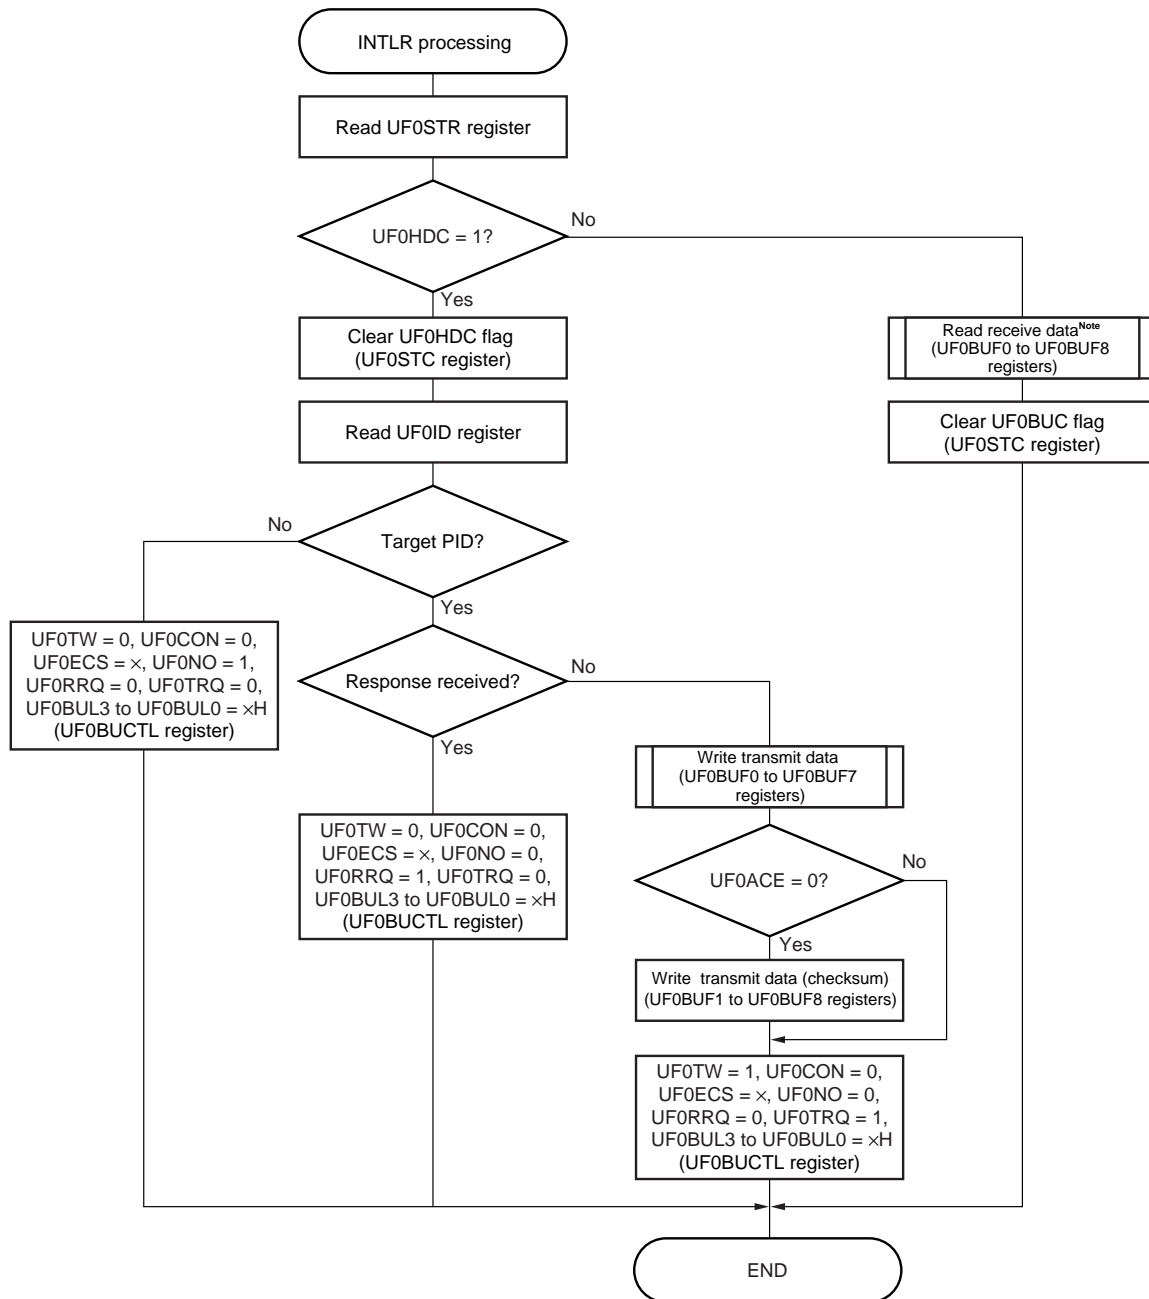 INTLR processing
Read UF0STR register
UF0HDC = 1?
No
Yes
Clear UF0HDC flag
(UF0STC register)
Read receive dataNote
(UF0BUF0 to UF0BUF8
registers)
Read UF0ID register
Clear UF0BUC flag
(UF0STC register)
No
Target PID?
Yes
UF0TW = 0, UF0CON = 0,
UF0ECS = ×, UF0NO = 1,
UF0RRQ = 0, UF0TRQ = 0,
UF0BUL3 to UF0BUL0 = ×H
(UF0BUCTL register)
Response received?
No
Yes
Write transmit data
(UF0BUF0 to UF0BUF7
registers)
UF0TW = 0, UF0CON = 0,
UF0ECS = ×, UF0NO = 0,
UF0RRQ = 1, UF0TRQ = 0,
UF0BUL3 to UF0BUL0 = ×H
(UF0BUCTL register)
UF0ACE = 0?
No
Yes
Write  transmit data (checksum)
(UF0BUF1 to UF0BUF8 registers)
UF0TW = 1, UF0CON = 0,
UF0ECS = ×, UF0NO = 0,
UF0RRQ = 0, UF0TRQ = 1,
UF0BUL3 to UF0BUL0 = ×H
(UF0BUCTL register)
END